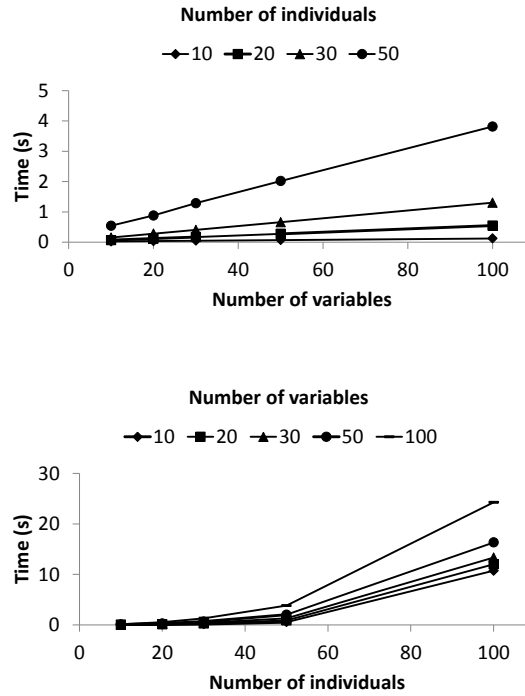 Number of individuals
10 20 30 50
5
4
3
2
1
0
Time (s)
0 20 40 60 80 100
Number of variables
Number of variables
10 20 30 50 100
30
20
10
0
Time (s)
0 20 40 60 80 100
Number of individuals